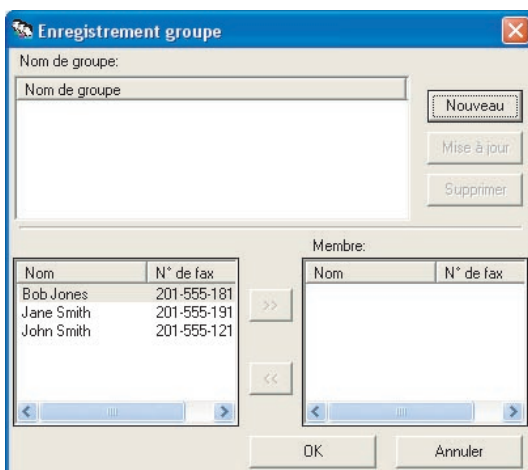 Enregistrement groupe
Nom de groupe:
Nom de groupe
Nouveau
Mise à jour
Supprimer
Membre:
Nom N° de fax
Bob Jones 201-555-181
Jane Smith 201-555-191
John Smith 201-555-121
>>
<<
Nom N° de fax
OK Annuler